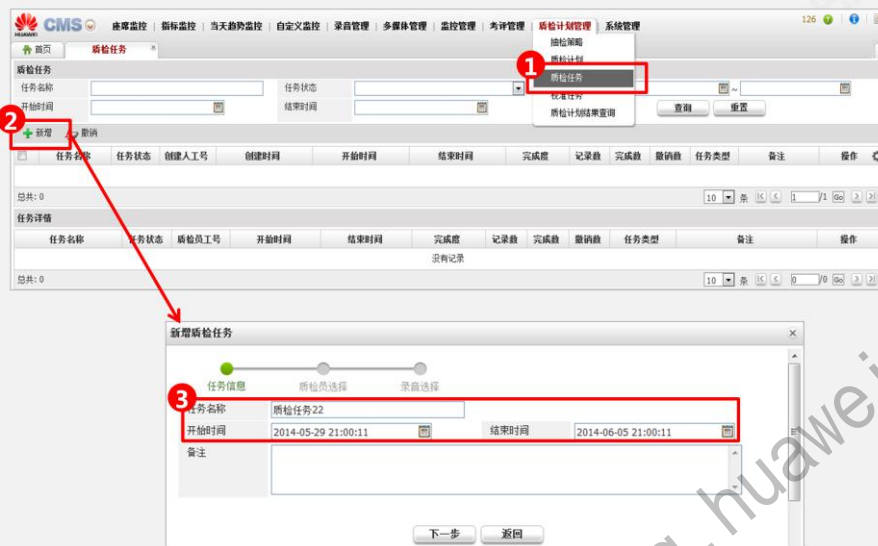 HUAWEI CMS 座席监控 | 指标监控 | 当天趋势监控 | 自定义监控 | 录音管理 | 多媒体管理 | 监控管理 | 考评管理 | 质检计划管理 | 系统管理 126
首页 质检任务 ×
抽检策略
质检计划
质检任务
校准任务
质检计划结果查询
1
质检任务
任务名称 任务状态 ~
开始时间 结束时间 查询 重置
2
新增 撤销
任务名称 任务状态 创建人工号 创建时间 开始时间 结束时间 完成度 记录数 完成数 撤销数 任务类型 备注 操作
总共: 0 10 条 1 /1 Go
任务详情
任务名称 任务状态 质检员工号 开始时间 结束时间 完成度 记录数 完成数 撤销数 任务类型 备注 操作
没有记录
总共: 0 10 条 0 /0 Go
新增质检任务 ×
任务信息 质检员选择 录音选择
3
任务名称 质检任务22
开始时间 2014-05-29 21:00:11 结束时间 2014-06-05 21:00:11
备注
下一步 返回